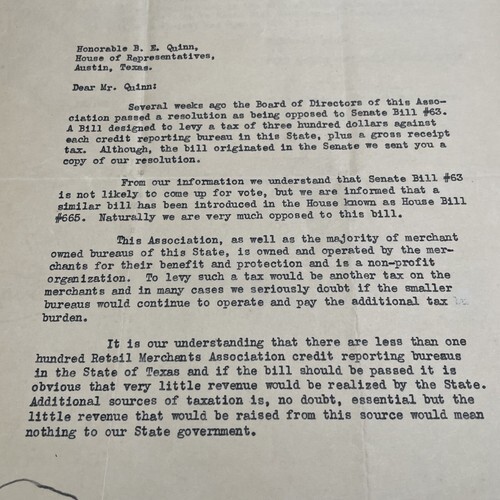 Honorable B. E. Quinn,
House of Representatives,
Austin, Texas.
Dear Mr. Quinn:
Several weeks ago the Board of Directors of this Asso-
ciation passed a resolution as being opposed to Senate Bill #63.
A Bill designed to levy a tax of three hundred dollars against
each credit reporting bureau in this State, plus a gross receipt
tax. Although, the bill originated in the Senate we sent you a
copy of our resolution.
From our information we understand that Senate Bill #63
is not likely to come up for vote, but we are informed that a
similar bill has been introduced in the House known as House Bill
#665. Naturally we are very much opposed to this bill.
This Association, as well as the majority of merchant
owned bureaus of this State, is owned and operated by the mer-
chants for their benefit and protection and is a non-profit
organization. To levy such a tax would be another tax on the
merchants and in many cases we seriously doubt if the smaller
bureaus would continue to operate and pay the additional tax
burden.
It is our understanding that there are less than one
hundred Retail Merchants Association credit reporting bureaus
in the State of Texas and if the bill should be passed it is
obvious that very little revenue would be realized by the State.
Additional sources of taxation is, no doubt, essential but the
little revenue that would be raised from this source would mean
nothing to our State government.